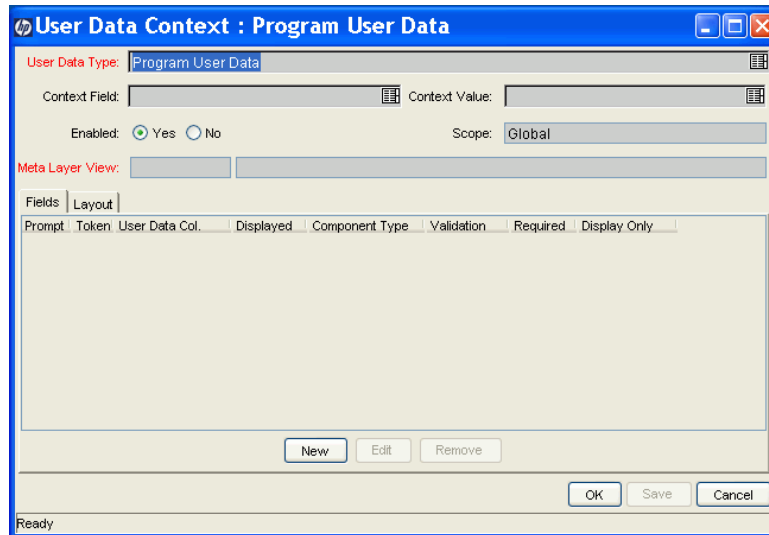 hp User Data Context : Program User Data
User Data Type: Program User Data
Context Field: Context Value:
Enabled: Yes No Scope: Global
Meta Layer View:
Fields Layout
Prompt Token User Data Col. Displayed Component Type Validation Required Display Only
New Edit Remove
OK Save Cancel
Ready